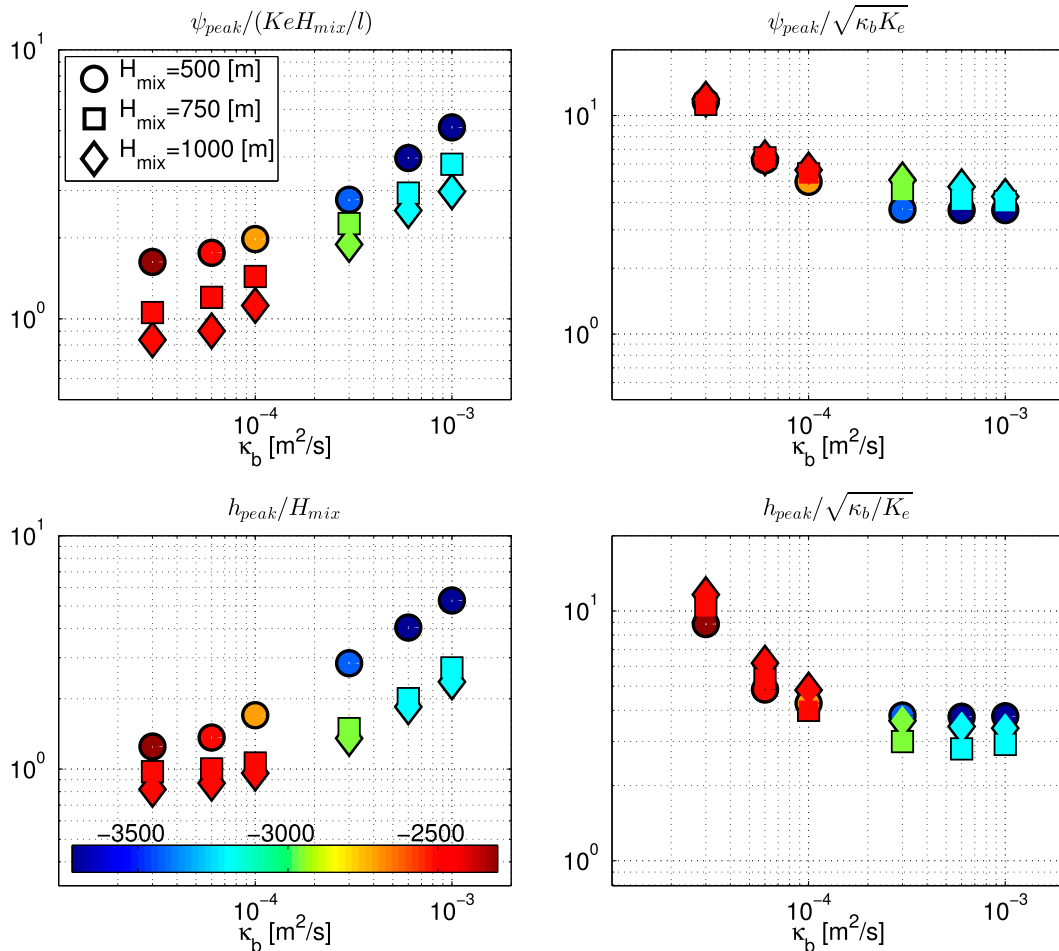 ψ_peak/(KeH_mix/l)
10^1
H_mix=500 [m]
H_mix=750 [m]
H_mix=1000 [m]
10^0
10^−4
10^−3
κ_b [m^2/s]
ψ_peak/√(κ_b K_e)
10^1
10^0
10^−4
10^−3
κ_b [m^2/s]
h_peak/H_mix
10^1
10^0
−3500
−3000
−2500
10^−4
10^−3
κ_b [m^2/s]
h_peak/√(κ_b/K_e)
10^1
10^0
10^−4
10^−3
κ_b [m^2/s]